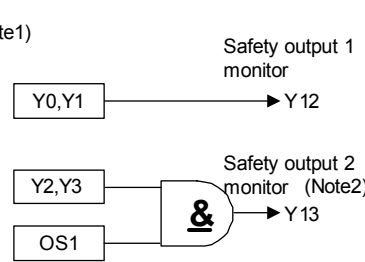 te1)
Safety output 1
monitor
Y0,Y1
Y12
Safety output 2
monitor (Note2)
Y2,Y3
&
Y13
OS1